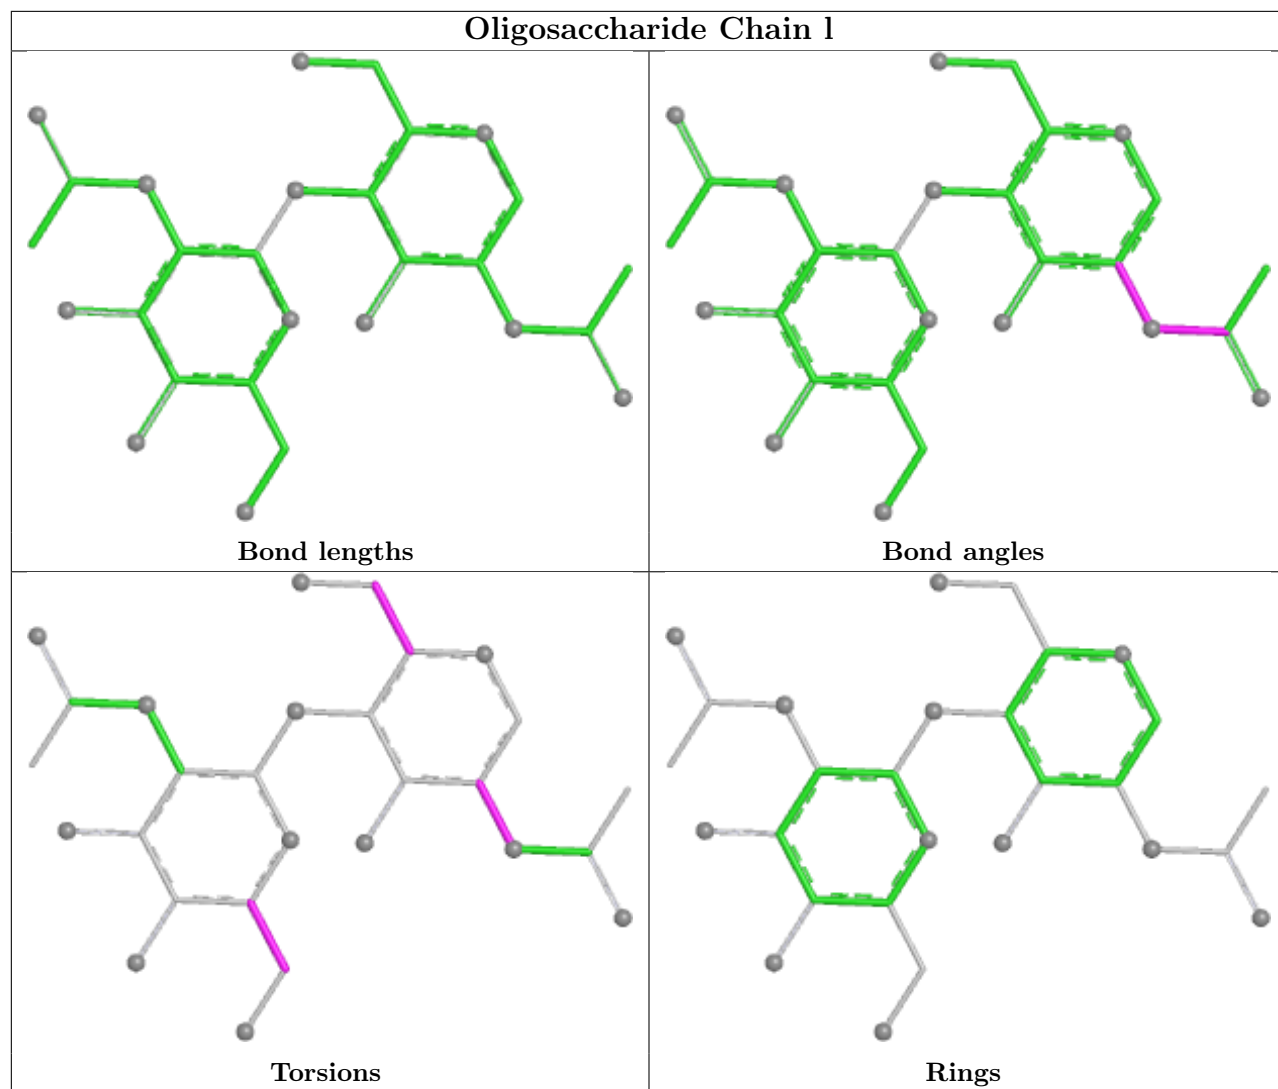 Oligosaccharide Chain l
Bond lengths
Bond angles
Torsions
Rings